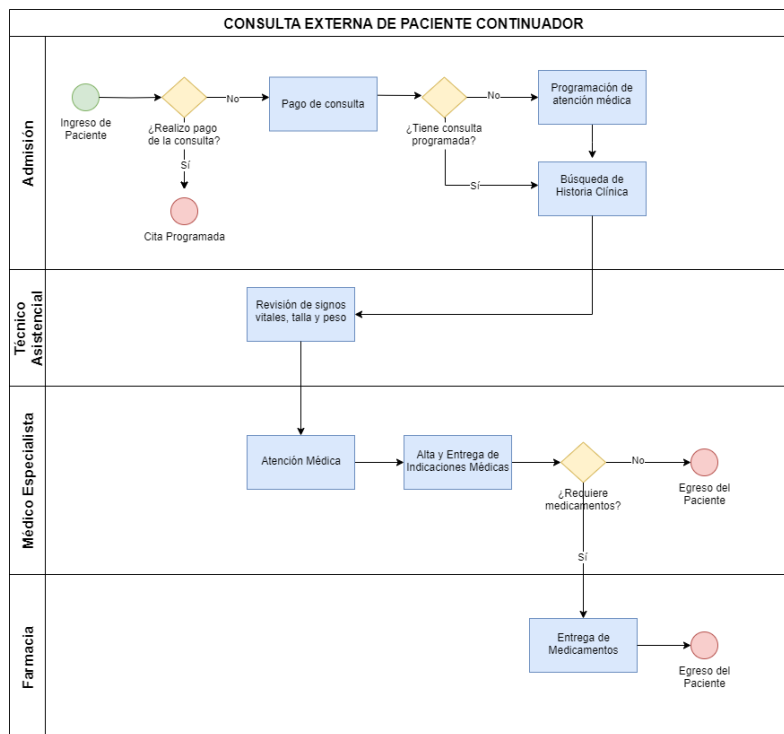 CONSULTA EXTERNA DE PACIENTE CONTINUADOR
Admisión
Ingreso de
Paciente
¿Realizo pago
de la consulta?
No
Sí
Cita Programada
Pago de consulta
¿Tiene consulta
programada?
No
Sí
Programación de
atención médica
Búsqueda de
Historia Clínica
Técnico
Asistencial
Revisión de signos
vitales, talla y peso
Médico Especialista
Atención Médica
Alta y Entrega de
Indicaciones Médicas
¿Requiere
medicamentos?
No
Sí
Egreso del
Paciente
Farmacia
Entrega de
Medicamentos
Egreso del
Paciente